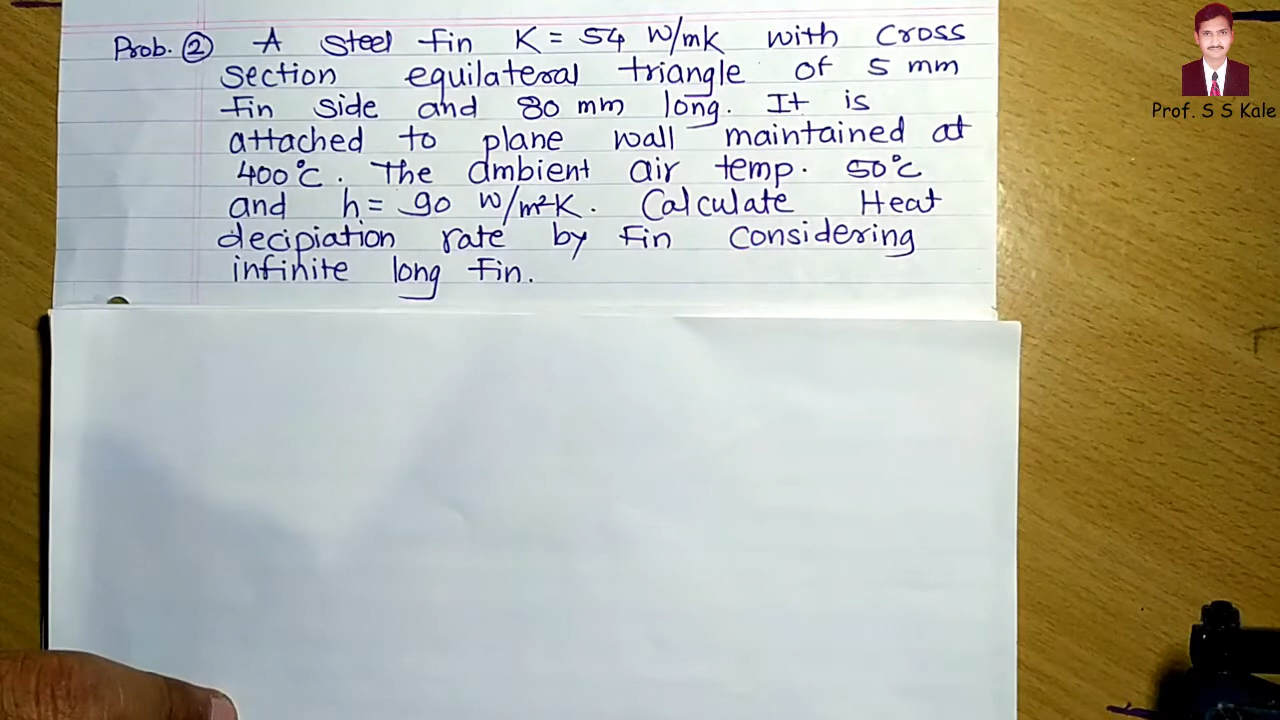 Prob. ② A steel fin K = 54 W/mk with cross
section equilateral triangle of 5 mm
fin side and 80 mm long. It is
attached to plane wall maintained at
400°C. The ambient air temp. 50°C
and h = 90 W/m²K. Calculate Heat
decipiation rate by Fin considering
infinite long Fin.
Prof. S S Kale